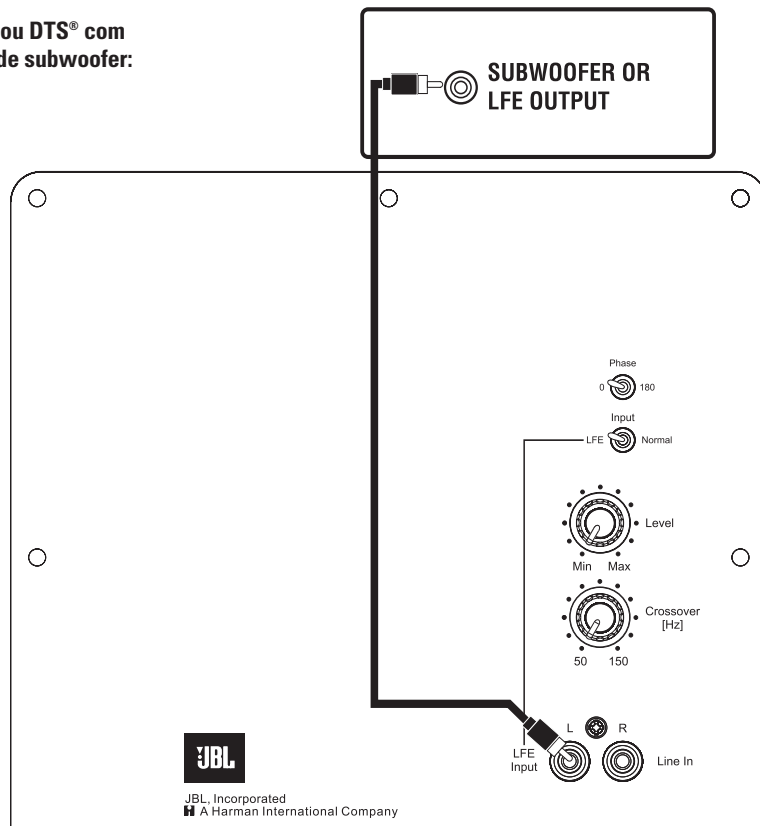 ou DTS® com
de subwoofer:
SUBWOOFER OR
LFE OUTPUT
Phase
0 180
Input
LFE Normal
Level
Min Max
Crossover
[Hz]
50 150
L R
LFE
Input
Line In
JBL
JBL, Incorporated
H A Harman International Company